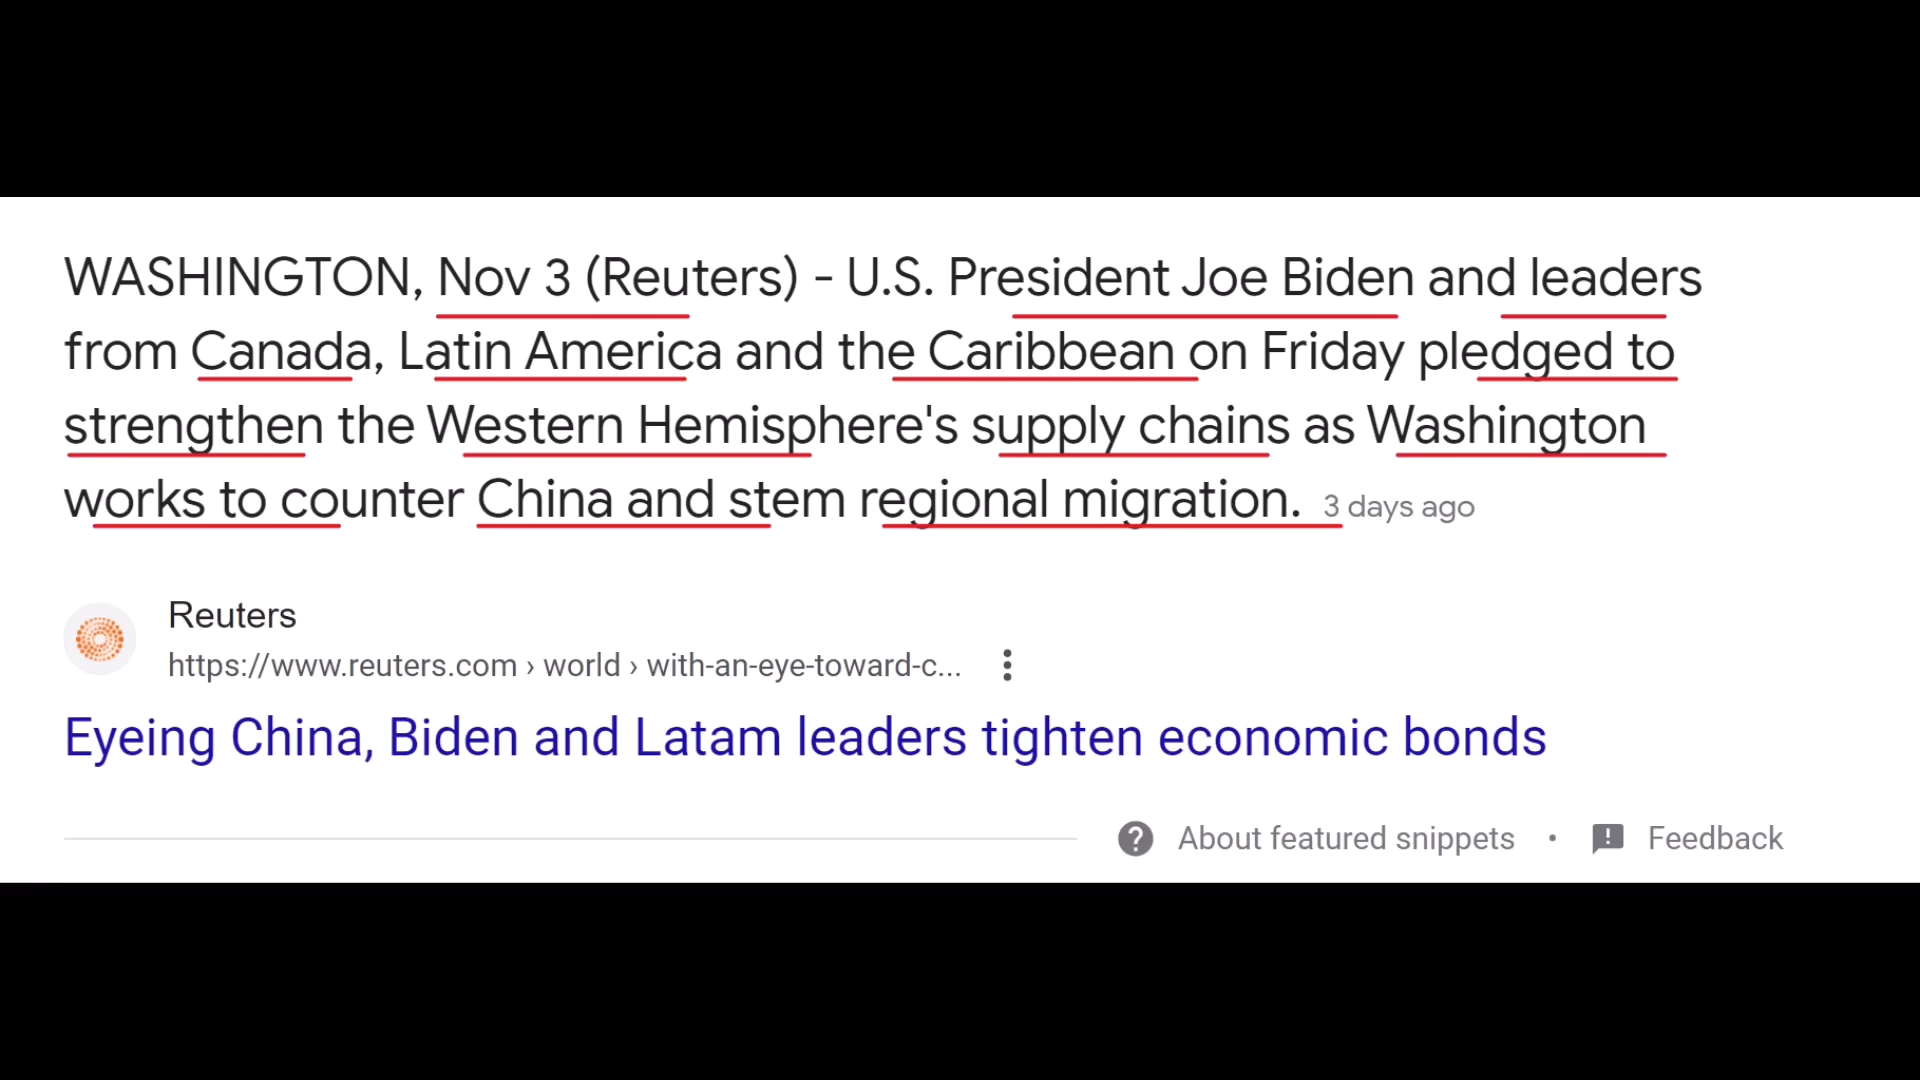 WASHINGTON, Nov 3 (Reuters) - U.S. President Joe Biden and leaders
from Canada, Latin America and the Caribbean on Friday pledged to
strengthen the Western Hemisphere's supply chains as Washington
works to counter China and stem regional migration. 3 days ago
Reuters
https://www.reuters.com › world › with-an-eye-toward-c...
Eyeing China, Biden and Latam leaders tighten economic bonds
About featured snippets • Feedback